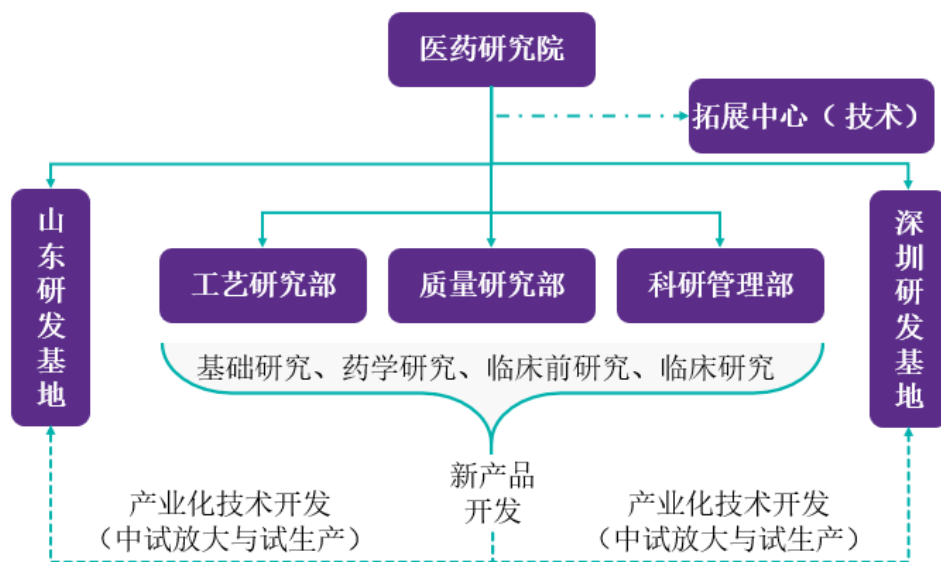 医药研究院
拓展中心（技术）
山东研发基地
工艺研究部
质量研究部
科研管理部
深圳研发基地
基础研究、药学研究、临床前研究、临床研究
新产品
开发
产业化技术开发
（中试放大与试生产）
产业化技术开发
（中试放大与试生产）